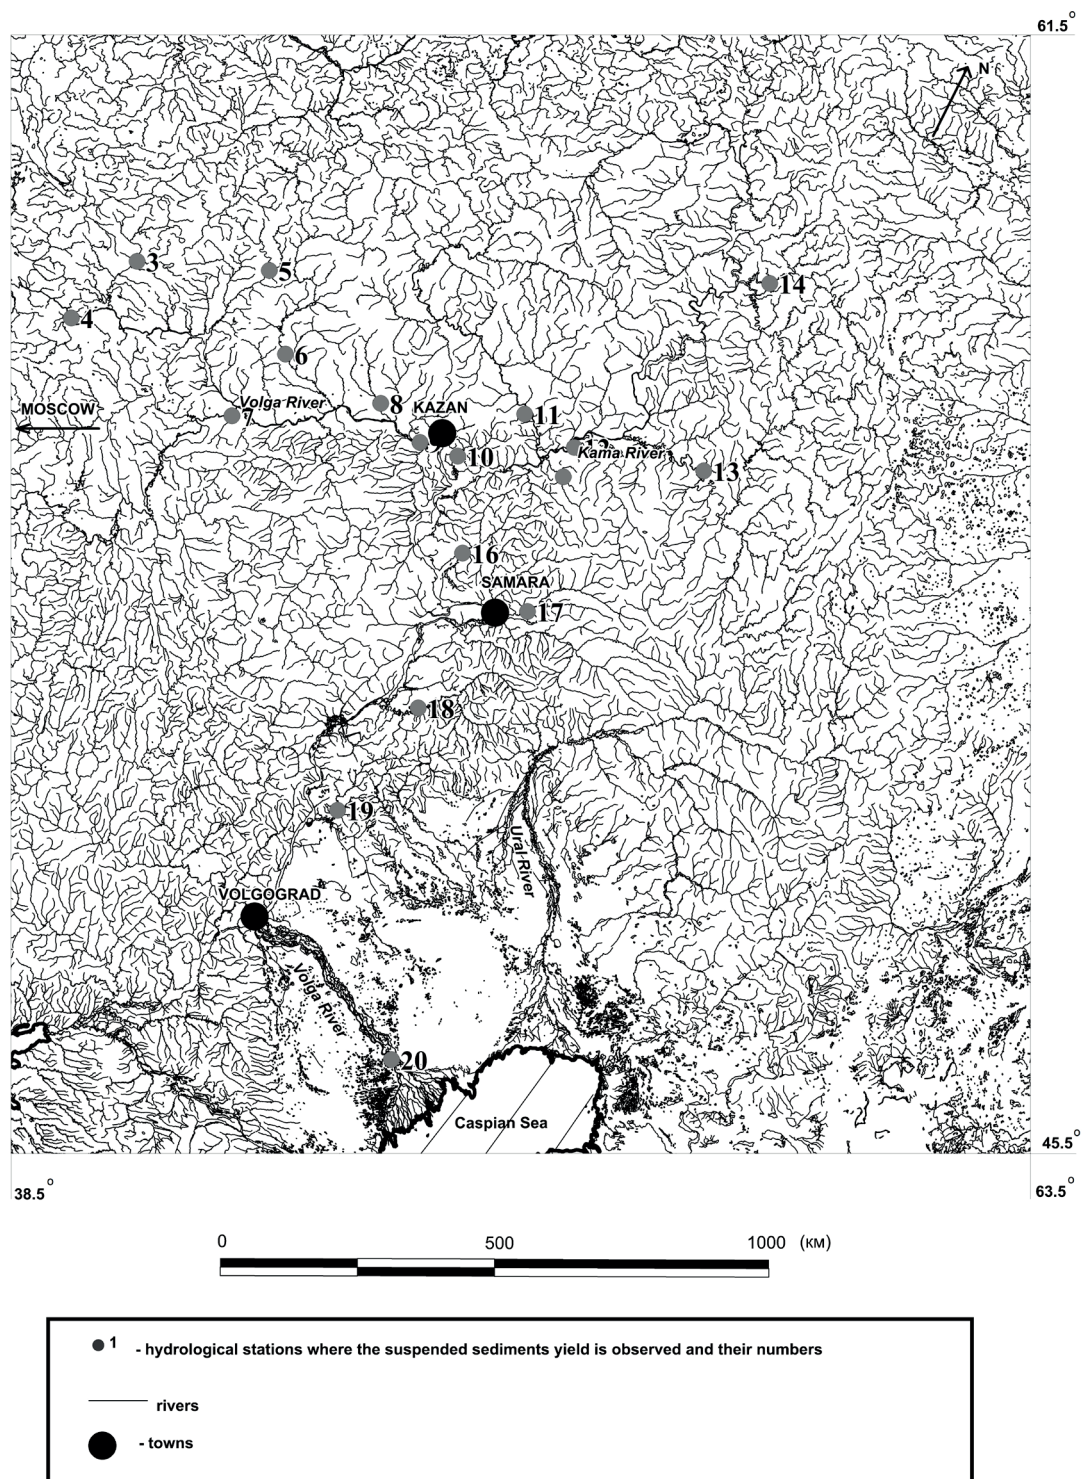 61.5°
N
3
5
14
4
6
Volga River
8
MOSCOW
7
KAZAN
11
12
10
Kama River
13
16
SAMARA
17
18
19
Ural River
VOLGOGRAD
Volga River
20
Caspian Sea
45.5°
38.5°
63.5°
0 500 1000 (км)
1 - hydrological stations where the suspended sediments yield is observed and their numbers
rivers
- towns